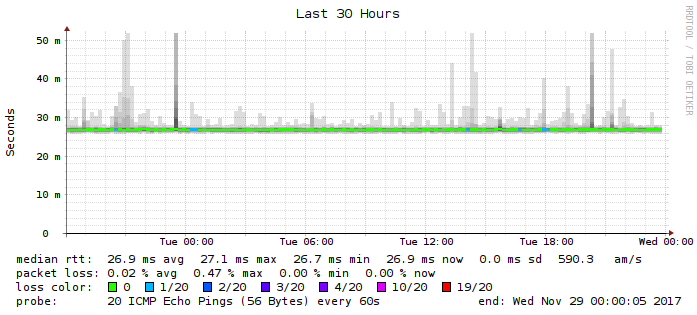 Last 30 Hours
RRDTOOL / TOBI OETIKER
Seconds
50 m
40 m
30 m
20 m
10 m
0
Tue 00:00 Tue 06:00 Tue 12:00 Tue 18:00 Wed 00:00
median rtt: 26.9 ms avg 27.1 ms max 26.7 ms min 26.9 ms now 0.0 ms sd 590.3 am/s
packet loss: 0.02 % avg 0.47 % max 0.00 % min 0.00 % now
loss color: 0 1/20 2/20 3/20 4/20 10/20 19/20
probe: 20 ICMP Echo Pings (56 Bytes) every 60s end: Wed Nov 29 00:00:05 2017